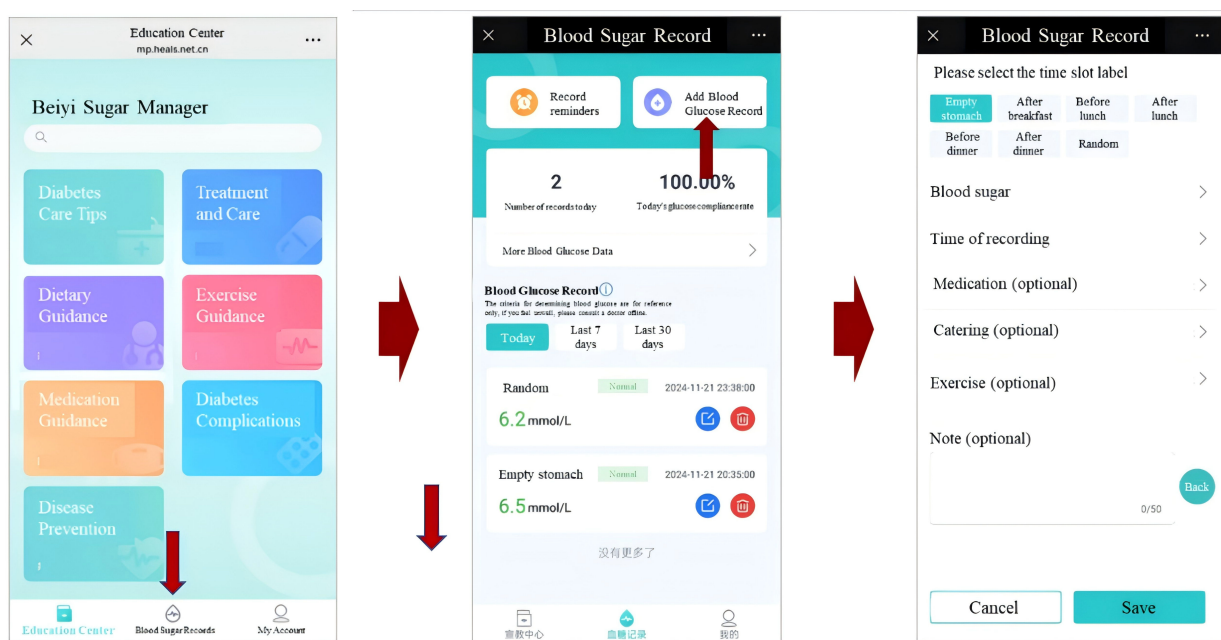 Education Center
mp.heals.net.cn
Beiyi Sugar Manager
Diabetes
Care Tips
Treatment
and Care
Dietary
Guidance
Exercise
Guidance
Medication
Guidance
Diabetes
Complications
Disease
Prevention
Education Center
Blood Sugar Records
My Account
Blood Sugar Record
Record
reminders
Add Blood
Glucose Record
2
100.00%
Number of records today
Today's glucose compliance rate
More Blood Glucose Data
Blood Glucose Record
The criteria for determining blood glucose are for reference
only, if you feel unwell, please consult a doctor offline.
Today
Last 7
days
Last 30
days
Random
Normal
2024-11-21 23:38:00
6.2 mmol/L
Empty stomach
Normal
2024-11-21 20:35:00
6.5 mmol/L
没有更多了
宣教中心
血糖记录
我的
Blood Sugar Record
Please select the time slot label
Empty
stomach
After
breakfast
Before
lunch
After
lunch
Before
dinner
After
dinner
Random
Blood sugar
Time of recording
Medication (optional)
Catering (optional)
Exercise (optional)
Note (optional)
Back
0/50
Cancel
Save